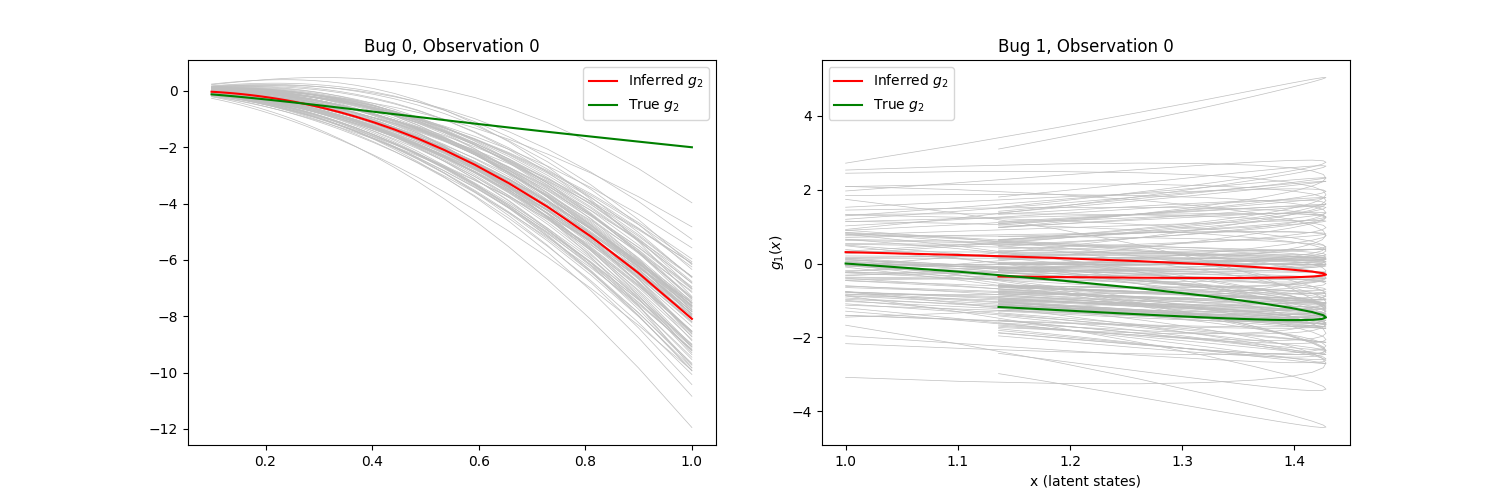 Bug 0, Observation 0
Inferred g₂
True g₂
0
−2
−4
−6
−8
−10
−12
0.2
0.4
0.6
0.8
1.0
Bug 1, Observation 0
Inferred g₂
True g₂
g₁(x)
4
2
0
−2
−4
1.0
1.1
1.2
1.3
1.4
x (latent states)